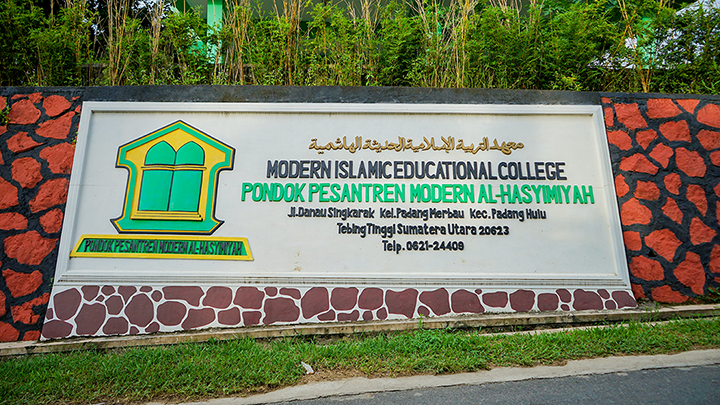 معهد التربية الإسلامية الحديثة الهاشمية
MODERN ISLAMIC EDUCATIONAL COLLEGE
PONDOK PESANTREN MODERN AL-HASYIMIYAH
Jl.Danau Singkarak Kel.Padang Merbau Kec.Padang Hulu
Tebing Tinggi Sumatera Utara 20623
Telp. 0621-24409
PONDOK PESANTREN MODERN AL-HASYIMIYAH